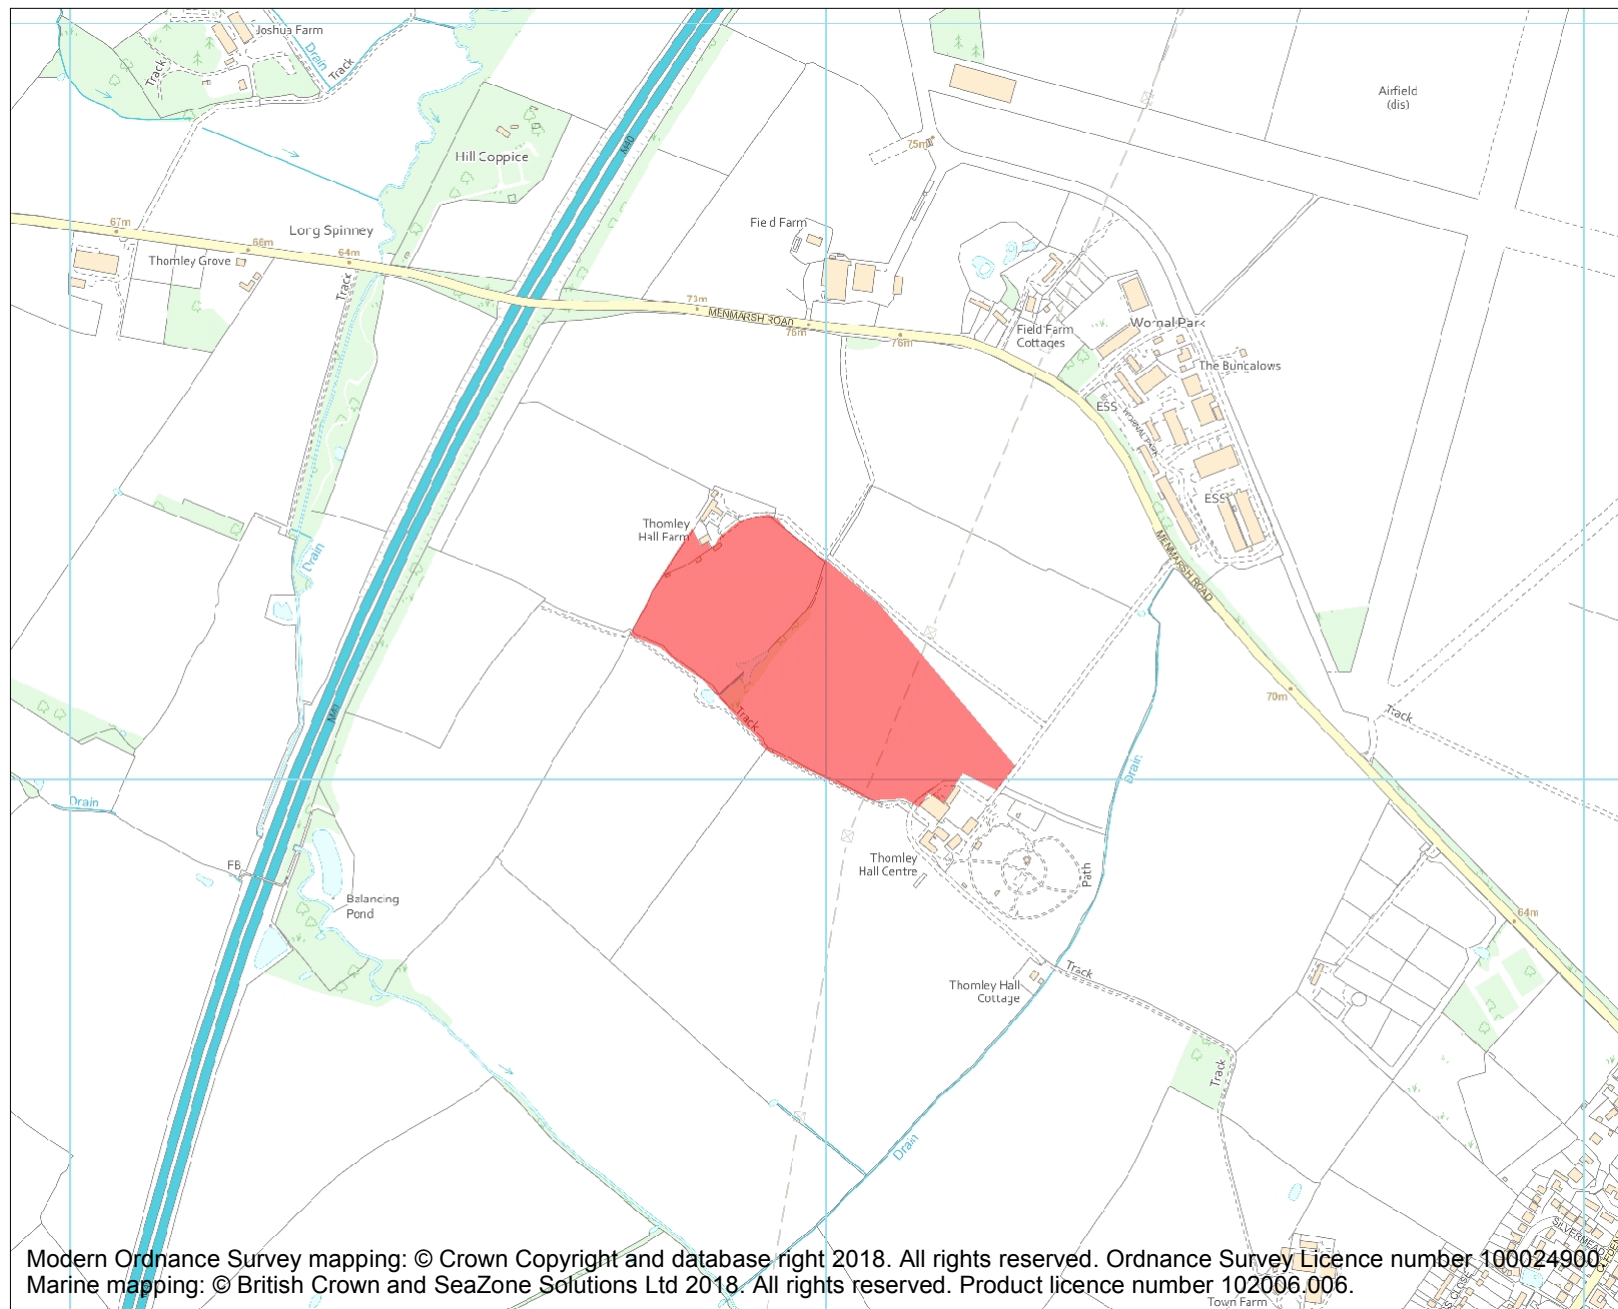 Joshua Farm
Drain
Track
Track
Airfield
(dis)
M40
75m
Hill Coppice
67m
66m
Long Spinney
64m
Thomley Grove
Track
Field Farm
73m
MENMARSH ROAD
76m
76m
Field Farm
Cottages
Wornal Park
The Bungalows
ESS
WORNAL PARK
ESS
Thomley
Hall Farm
Drain
MENMARSH ROAD
70m
Track
M40
Track
Drain
Drain
FB
Balancing
Pond
Thomley
Hall Centre
Path
64m
Thomley Hall
Cottage
Track
Track
Drain
SILVERMEAD
Town Farm
Modern Ordnance Survey mapping: © Crown Copyright and database right 2018. All rights reserved. Ordnance Survey Licence number 100024900.
Marine mapping: © British Crown and SeaZone Solutions Ltd 2018. All rights reserved. Product licence number 102006.006.